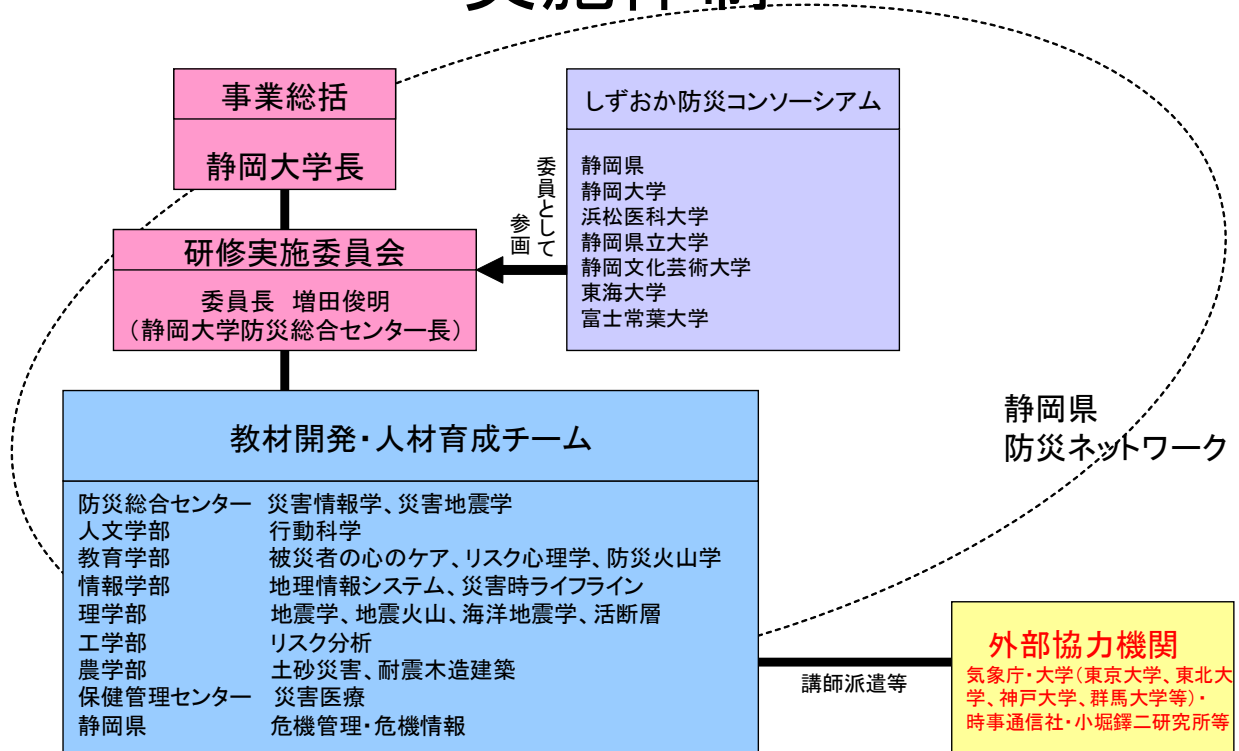 実施体制
事業総括
静岡大学長
研修実施委員会
委員長 増田俊明
(静岡大学防災総合センター長)
委員として
参画
しずおか防災コンソーシアム
静岡県
静岡大学
浜松医科大学
静岡県立大学
静岡文化芸術大学
東海大学
富士常葉大学
教材開発・人材育成チーム
防災総合センター 災害情報学、災害地震学
人文学部 行動科学
教育学部 被災者の心のケア、リスク心理学、防災火山学
情報学部 地理情報システム、災害時ライフライン
理学部 地震学、地震火山、海洋地震学、活断層
工学部 リスク分析
農学部 土砂災害、耐震木造建築
保健管理センター 災害医療
静岡県 危機管理・危機情報
静岡県
防災ネットワーク
講師派遣等
外部協力機関
気象庁・大学(東京大学、東北大
学、神戸大学、群馬大学等)・
時事通信社・小堀鐸二研究所等